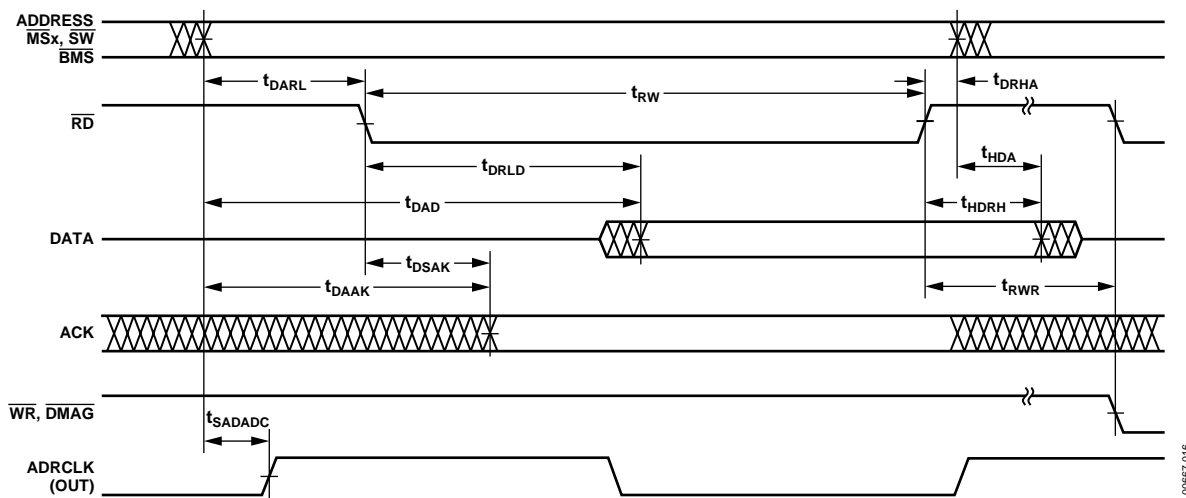 ADDRESS
MSx, SW
BMS
tDARL
tRW
tDRHA
RD
tDRLD
tHDA
tDAD
tHDRH
DATA
tDSAK
tDAAK
tRWR
ACK
WR, DMAG
tSADADC
ADRCLK
(OUT)
00667-016